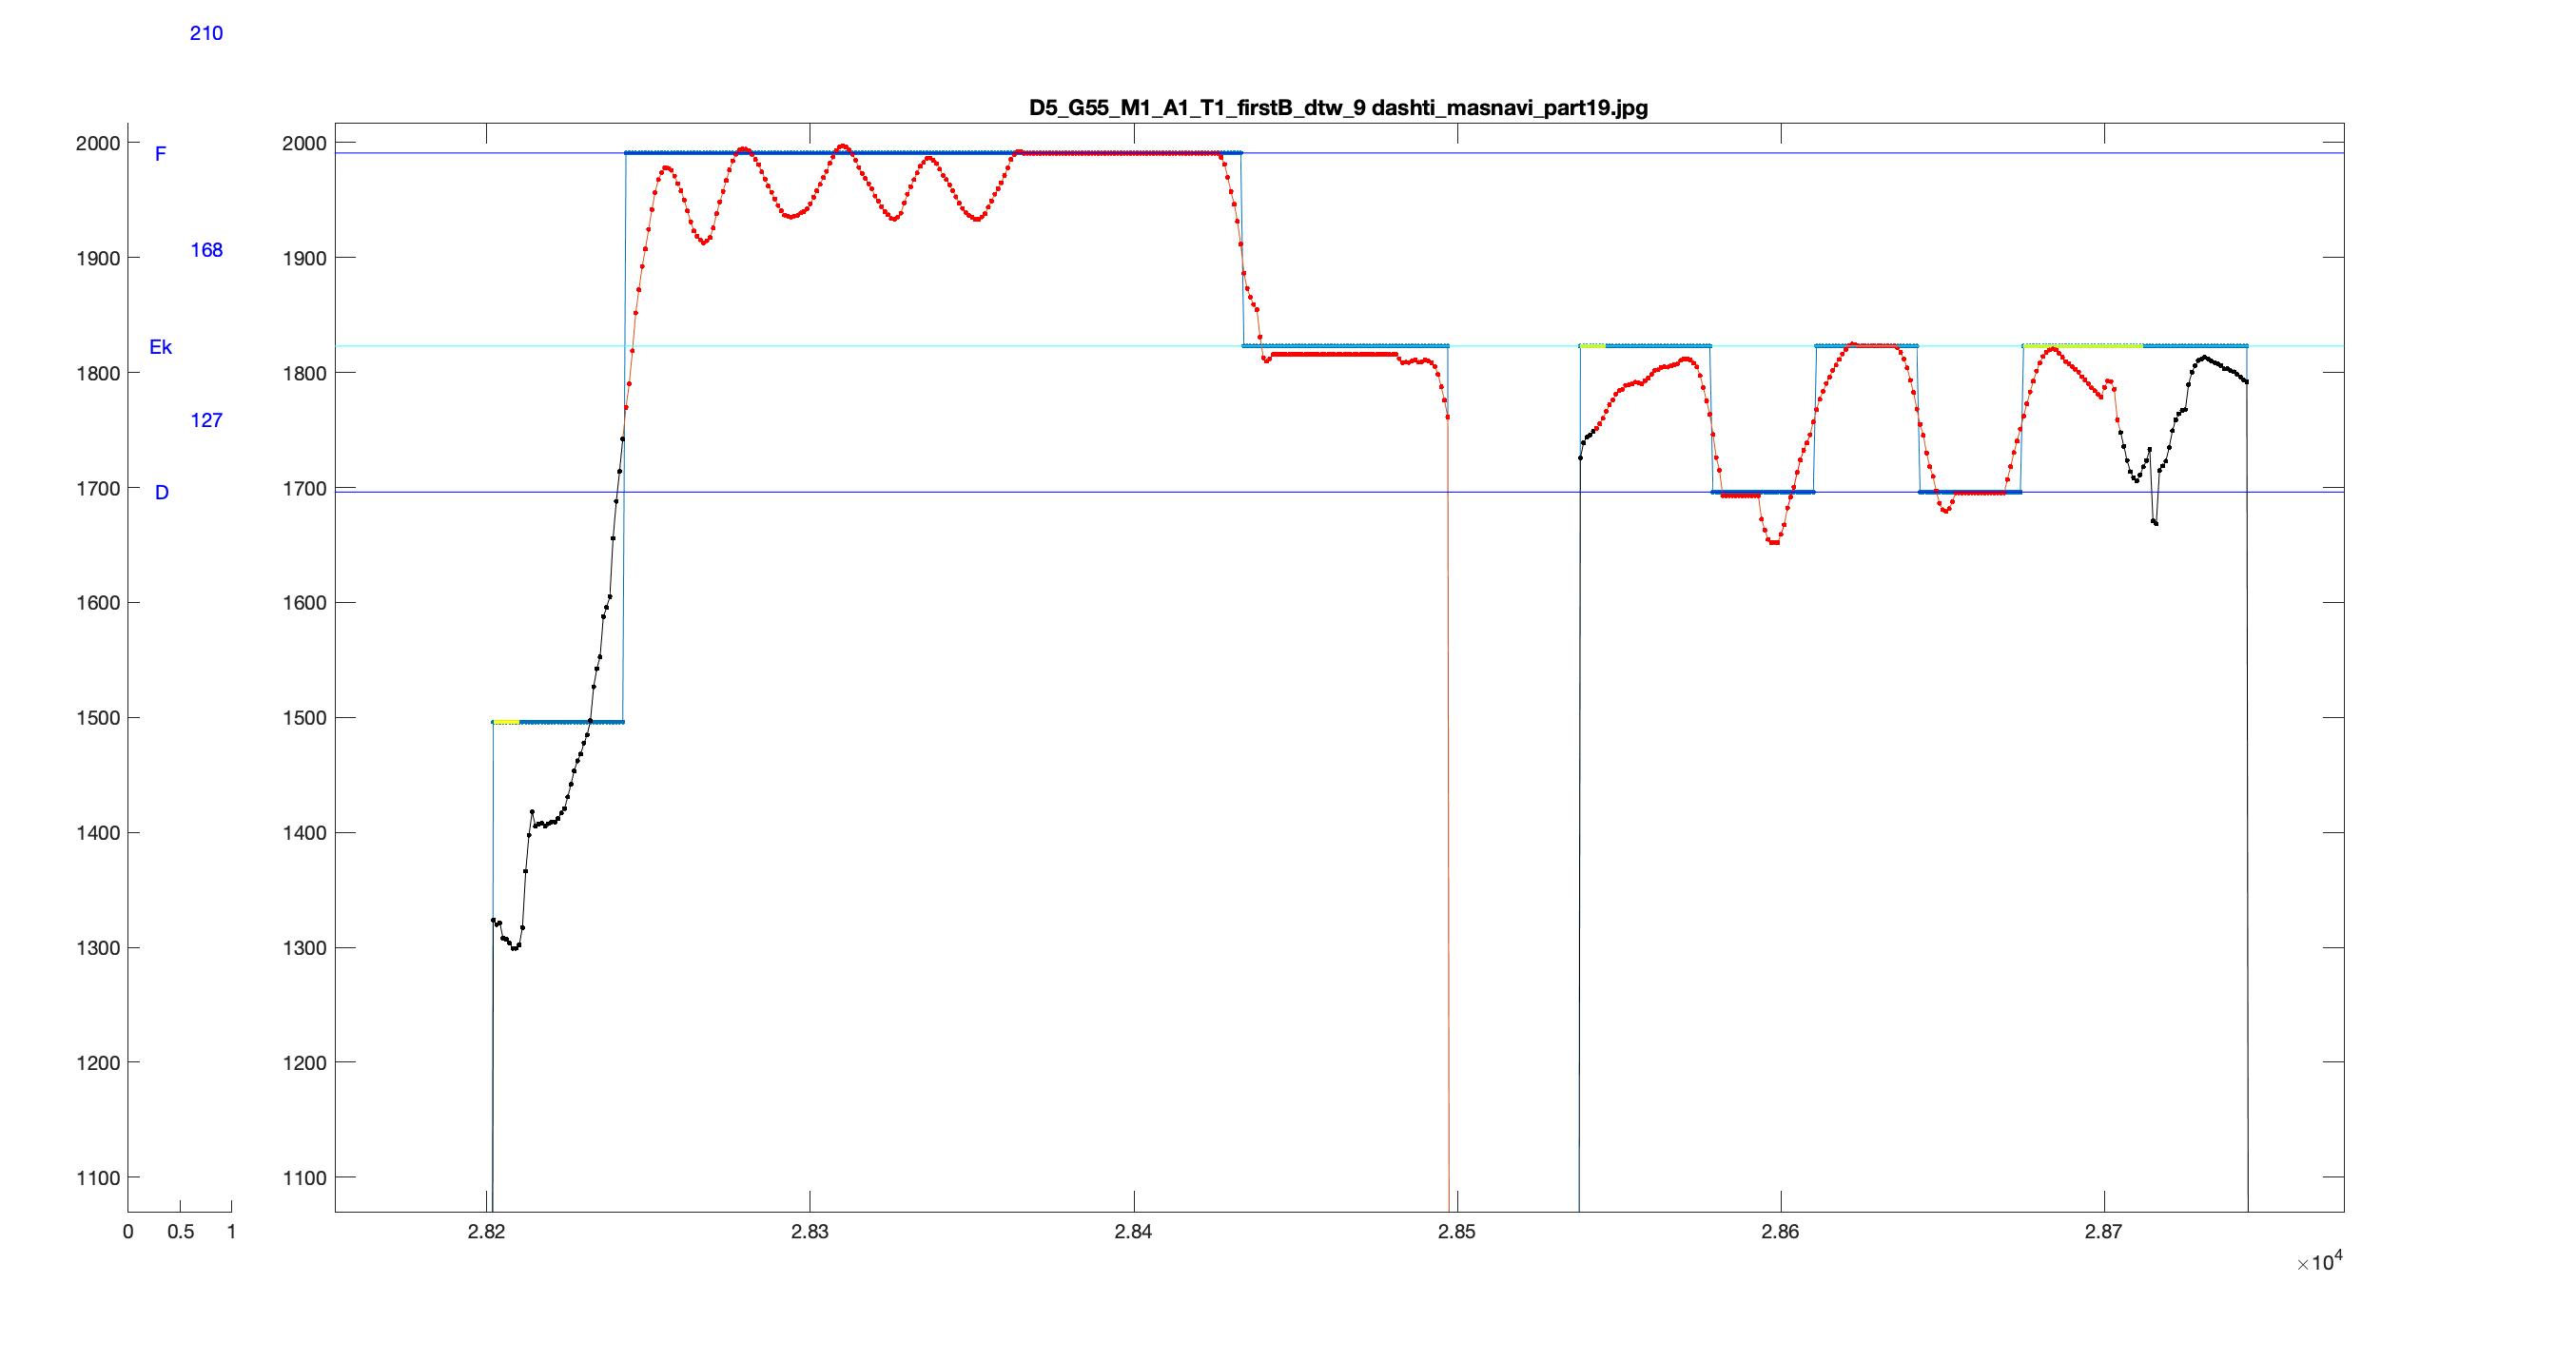 210
D5_G55_M1_A1_T1_firstB_dtw_9 dashti_masnavi_part19.jpg
2000 F 2000
1900 168 1900
Ek
1800 1800
127
1700 D 1700
1600 1600
1500 1500
1400 1400
1300 1300
1200 1200
1100 1100
0 0.5 1 2.82 2.83 2.84 2.85 2.86 2.87
×10⁴